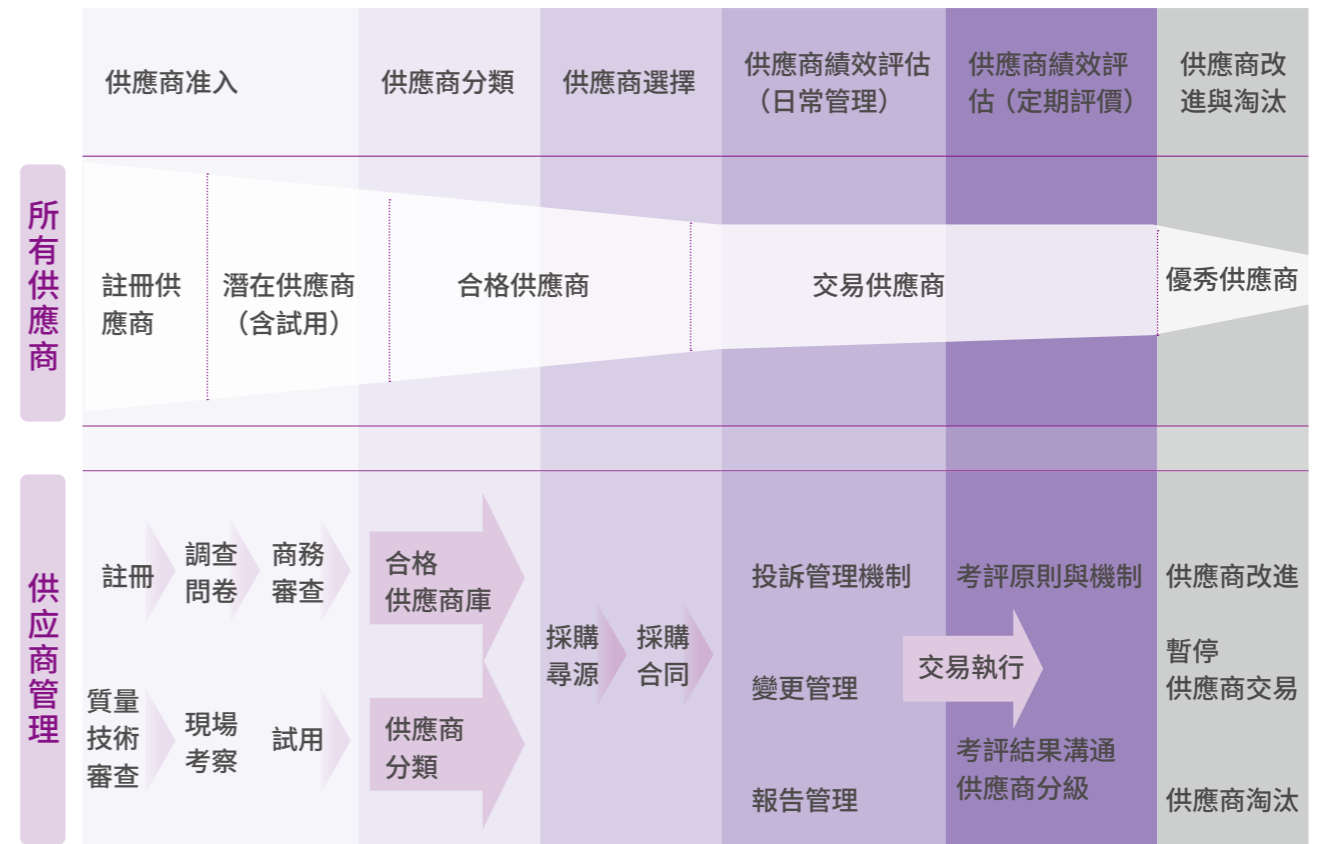 供應商准入
供應商分類
供應商選擇
供應商績效評估
（日常管理）
供應商績效評
估（定期評價）
供應商改
進與淘汰
所有供應商
註冊供
應商
潛在供應商
（含試用）
合格供應商
交易供應商
優秀供應商
供应商管理
註冊
調查
問卷
商務
審查
質量
技術
審查
現場
考察
試用
合格
供應商庫
供應商
分類
採購
尋源
採購
合同
投訴管理機制
變更管理
報告管理
交易執行
考評原則與機制
考評結果溝通
供應商分級
供應商改進
暫停
供應商交易
供應商淘汰